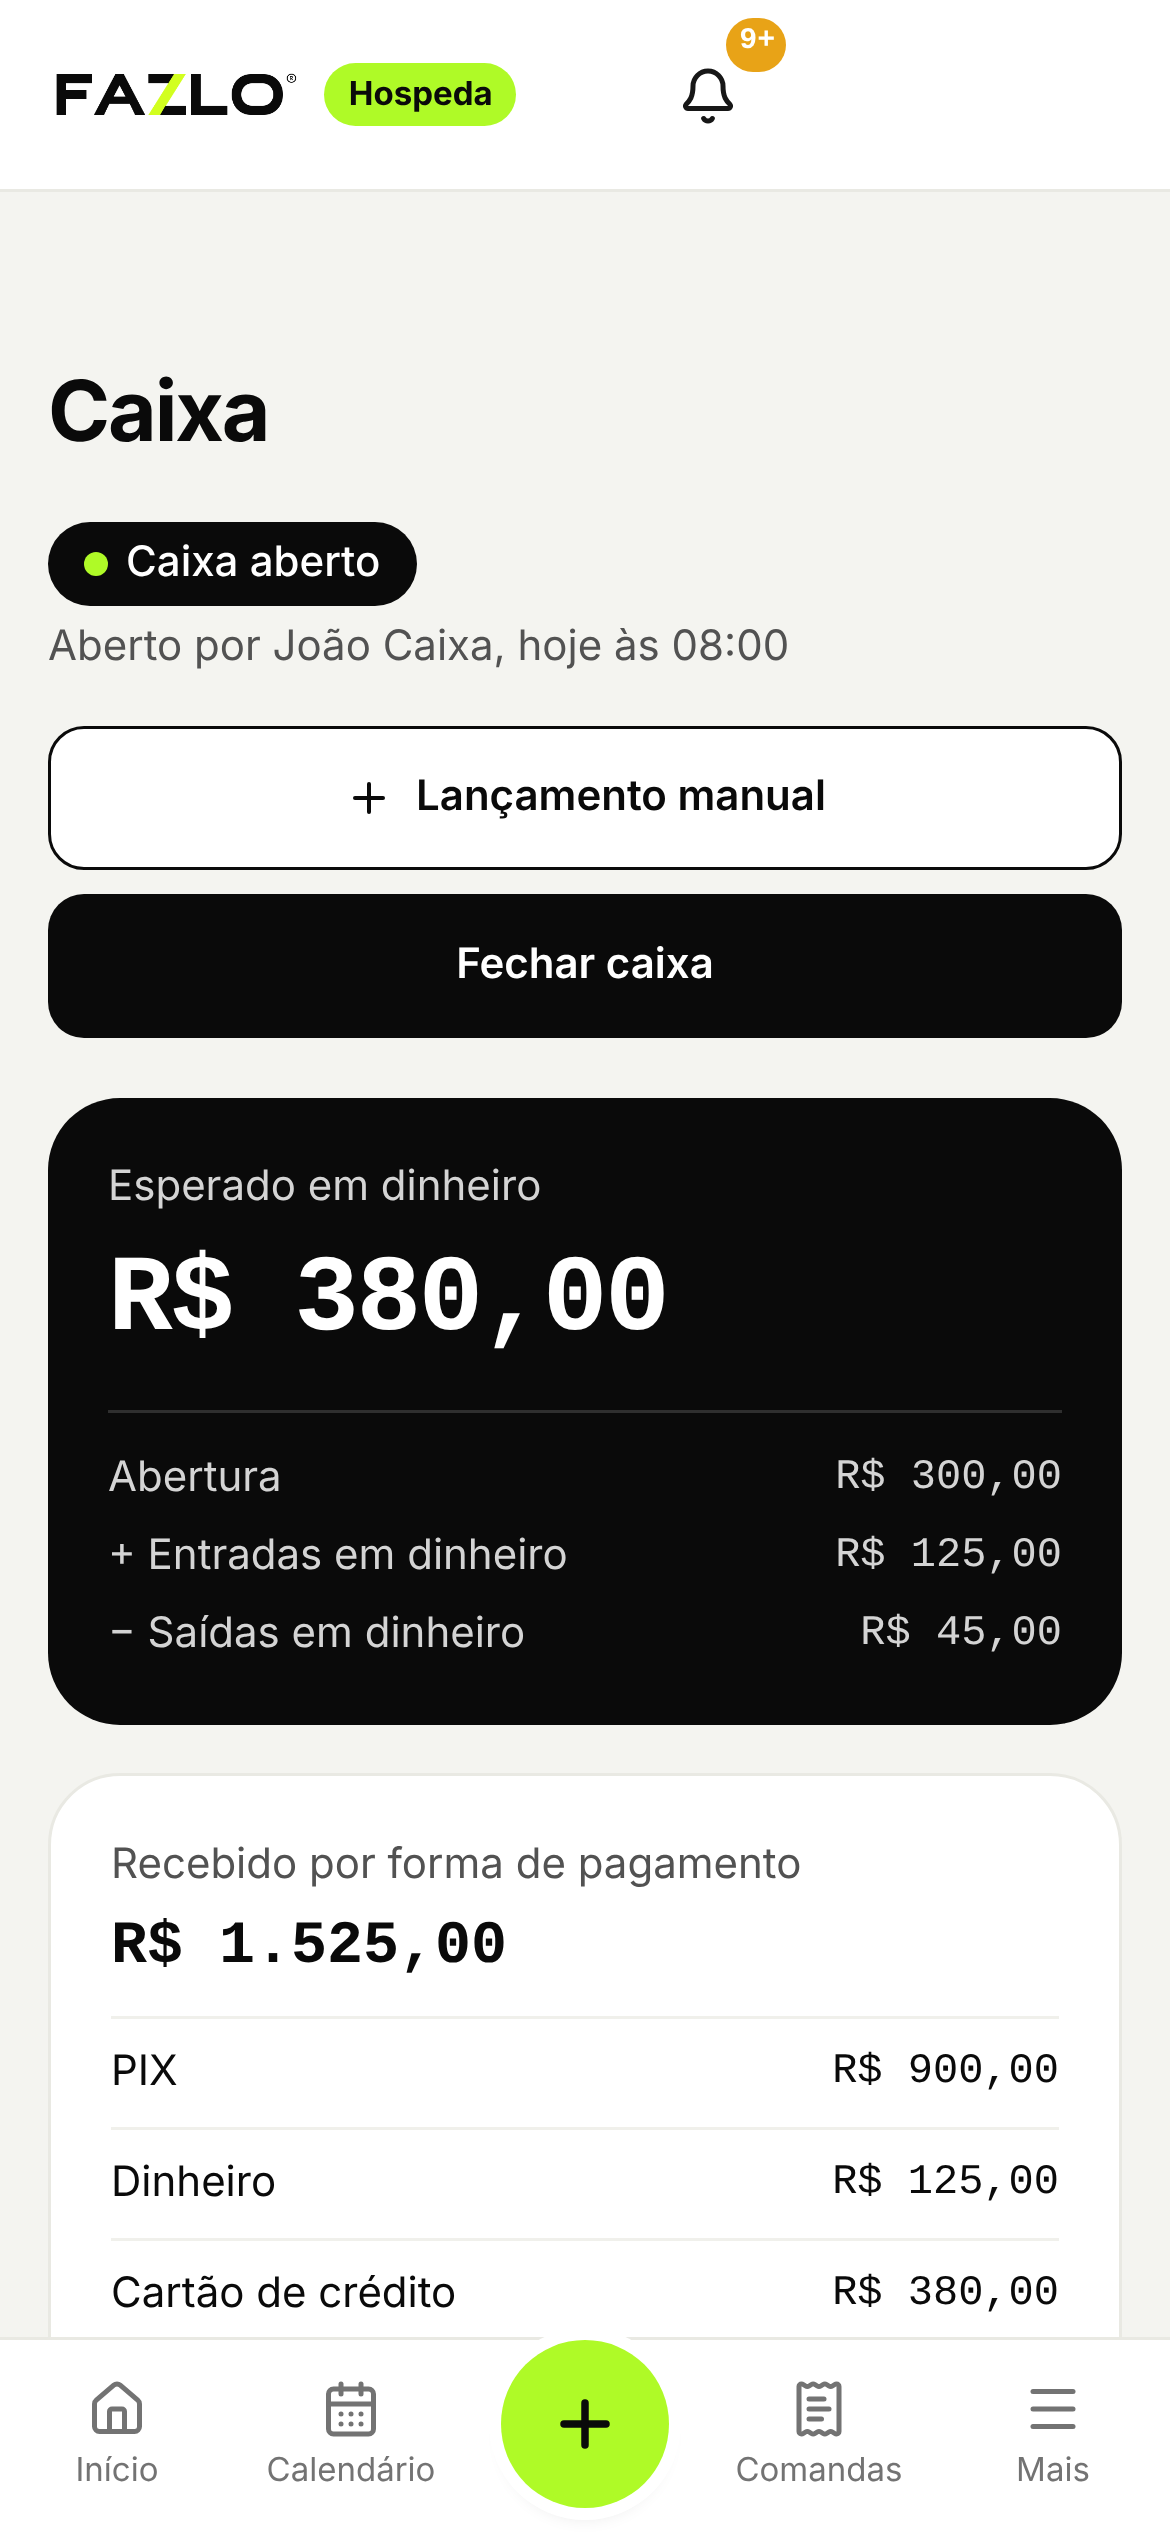 FAZLO® Hospeda 9+
Caixa
Caixa aberto
Aberto por João Caixa, hoje às 08:00
+ Lançamento manual
Fechar caixa
Esperado em dinheiro
R$ 380,00
Abertura R$ 300,00
+ Entradas em dinheiro R$ 125,00
− Saídas em dinheiro R$ 45,00
Recebido por forma de pagamento
R$ 1.525,00
PIX R$ 900,00
Dinheiro R$ 125,00
Cartão de crédito R$ 380,00
Início Calendário + Comandas Mais